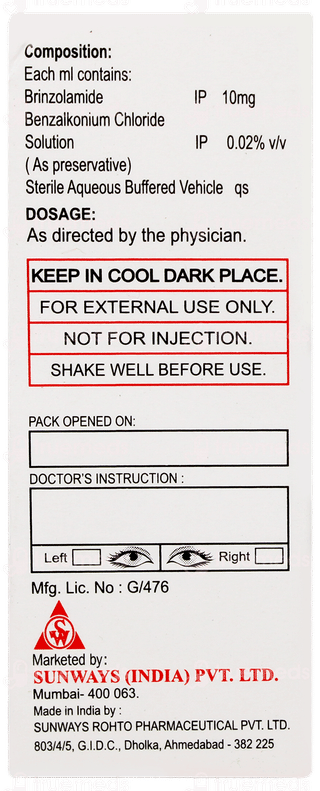 Composition:
Each ml contains:
Brinzolamide IP 10mg
Benzalkonium Chloride
Solution IP 0.02% v/v
( As preservative)
Sterile Aqueous Buffered Vehicle qs
DOSAGE:
As directed by the physician.
KEEP IN COOL DARK PLACE.
FOR EXTERNAL USE ONLY.
NOT FOR INJECTION.
SHAKE WELL BEFORE USE.
PACK OPENED ON:
DOCTOR'S INSTRUCTION :
Left Right
Mfg. Lic. No : G/476
SW
Marketed by:
SUNWAYS (INDIA) PVT. LTD.
Mumbai- 400 063.
Made in India by :
SUNWAYS ROHTO PHARMACEUTICAL PVT. LTD.
803/4/5, G.I.D.C., Dholka, Ahmedabad - 382 225